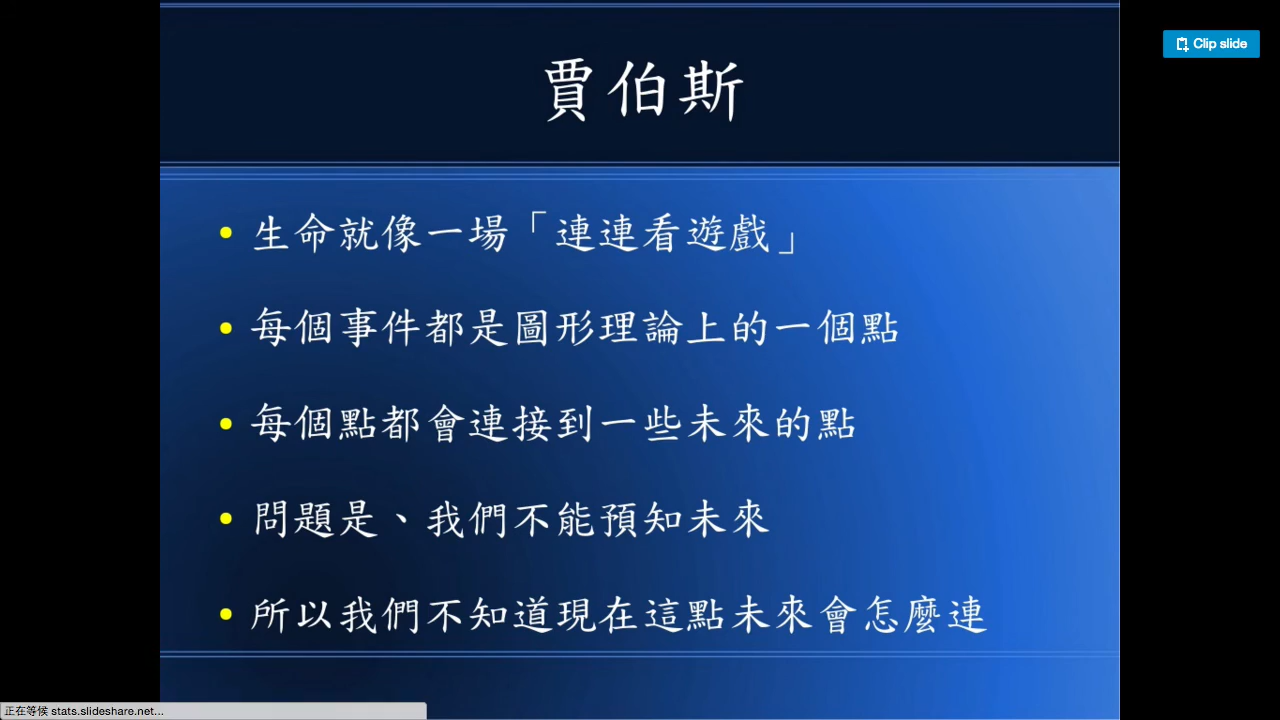 賈伯斯
Clip slide
• 生命就像一場「連連看遊戲」
• 每個事件都是圖形理論上的一個點
• 每個點都會連接到一些未來的點
• 問題是、我們不能預知未來
• 所以我們不知道現在這點未來會怎麼連
正在等候 stats.slideshare.net...